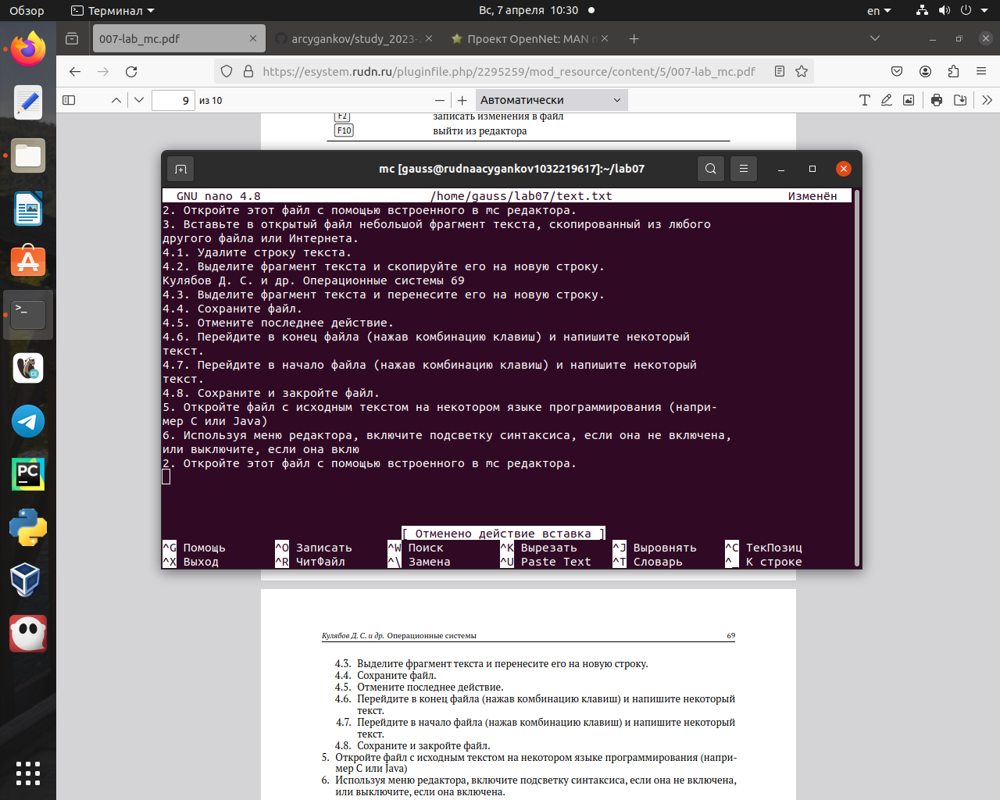 Обзор Терминал Вс, 7 апреля 10:30 en
007-lab_mc.pdf arcygankov/study_2023-2 Проект OpenNet: MAN m
https://esystem.rudn.ru/pluginfile.php/2295259/mod_resource/content/5/007-lab_mc.pdf
9 из 10 Автоматически
F2 записать изменения в файл
F10 выйти из редактора
mc [gauss@rudnaacygankov1032219617]:~/lab07
GNU nano 4.8 /home/gauss/lab07/text.txt Изменён
2. Откройте этот файл с помощью встроенного в mc редактора.
3. Вставьте в открытый файл небольшой фрагмент текста, скопированный из любого
другого файла или Интернета.
4.1. Удалите строку текста.
4.2. Выделите фрагмент текста и скопируйте его на новую строку.
Кулябов Д. С. и др. Операционные системы 69
4.3. Выделите фрагмент текста и перенесите его на новую строку.
4.4. Сохраните файл.
4.5. Отмените последнее действие.
4.6. Перейдите в конец файла (нажав комбинацию клавиш) и напишите некоторый
текст.
4.7. Перейдите в начало файла (нажав комбинацию клавиш) и напишите некоторый
текст.
4.8. Сохраните и закройте файл.
5. Откройте файл с исходным текстом на некотором языке программирования (напри-
мер C или Java)
6. Используя меню редактора, включите подсветку синтаксиса, если она не включена,
или выключите, если она вклю
2. Откройте этот файл с помощью встроенного в mc редактора.
[ Отменено действие вставка ]
^G Помощь ^O Записать ^W Поиск ^K Вырезать ^J Выровнять ^C ТекПозиц
^X Выход ^R ЧитФайл ^\ Замена ^U Paste Text ^T Словарь ^_ К строке
Кулябов Д. С. и др. Операционные системы 69
4.3. Выделите фрагмент текста и перенесите его на новую строку.
4.4. Сохраните файл.
4.5. Отмените последнее действие.
4.6. Перейдите в конец файла (нажав комбинацию клавиш) и напишите некоторый
текст.
4.7. Перейдите в начало файла (нажав комбинацию клавиш) и напишите некоторый
текст.
4.8. Сохраните и закройте файл.
5. Откройте файл с исходным текстом на некотором языке программирования (напри-
мер C или Java)
6. Используя меню редактора, включите подсветку синтаксиса, если она не включена,
или выключите, если она включена.